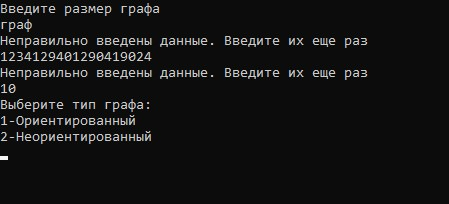 Введите размер графа
граф
Неправильно введены данные. Введите их еще раз
1234129401290419024
Неправильно введены данные. Введите их еще раз
10
Выберите тип графа:
1-Ориентированный
2-Неориентированный